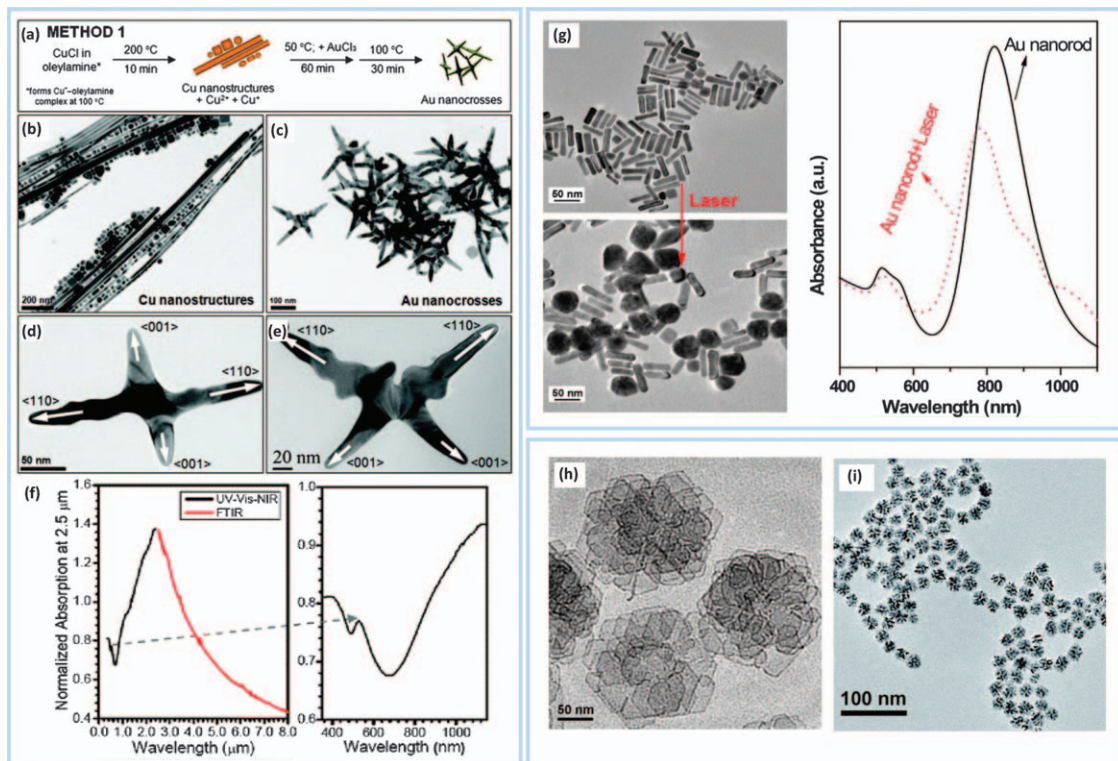 (a) METHOD 1
CuCl in
oleylamine*
*forms Cu⁺–oleylamine
complex at 100 °C
200 °C
10 min
Cu nanostructures
+ Cu²⁺ + Cu⁺
50 °C; + AuCl₃
60 min
100 °C
30 min
Au nanocrosses
(b)
200 nm
Cu nanostructures
(c)
100 nm
Au nanocrosses
(d)
<001>
<110>
<110>
<001>
50 nm
(e)
<110>
<110>
<001>
<001>
20 nm
(f)
Normalized Absorption at 2.5 µm
1.6
1.4
1.2
1.0
0.8
0.6
0.4
UV-Vis-NIR
FTIR
0.0 1.0 2.0 3.0 4.0 5.0 6.0 7.0 8.0
Wavelength (µm)
1.0
0.9
0.8
0.7
0.6
400 600 800 1000
Wavelength (nm)
(g)
50 nm
Laser
50 nm
Absorbance (a.u.)
Au nanorod
Au nanorod+Laser
400 600 800 1000
Wavelength (nm)
(h)
50 nm
(i)
100 nm